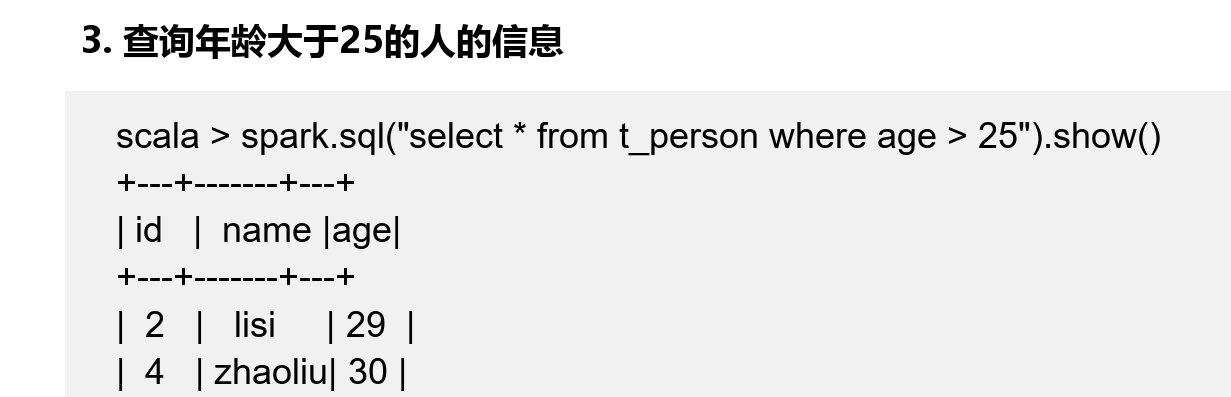 3. 查询年龄大于25的人的信息
scala > spark.sql("select * from t_person where age > 25").show()
+---+-------+---+
| id   |  name |age|
+---+-------+---+
|  2   |   lisi     | 29  |
|  4   | zhaoliu| 30 |